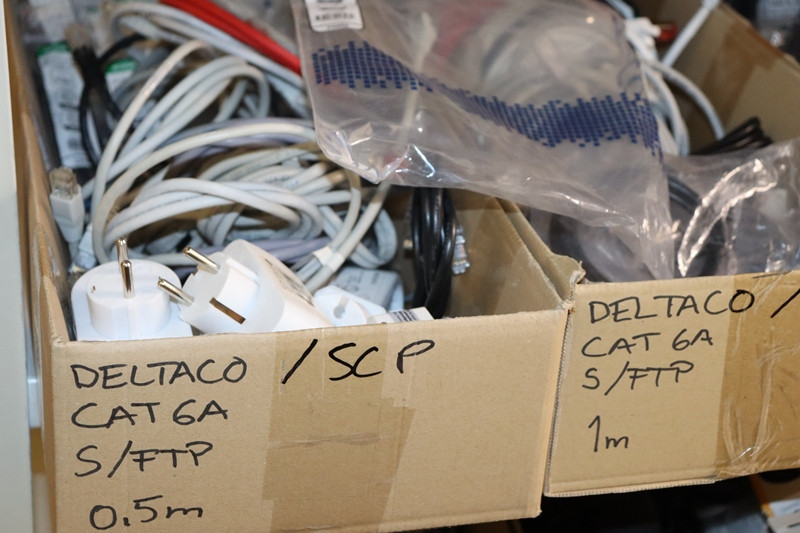 DELTACO /SCP
CAT 6A
S/FTP
0.5m
DELTACO /
CAT 6A
S/FTP
1m